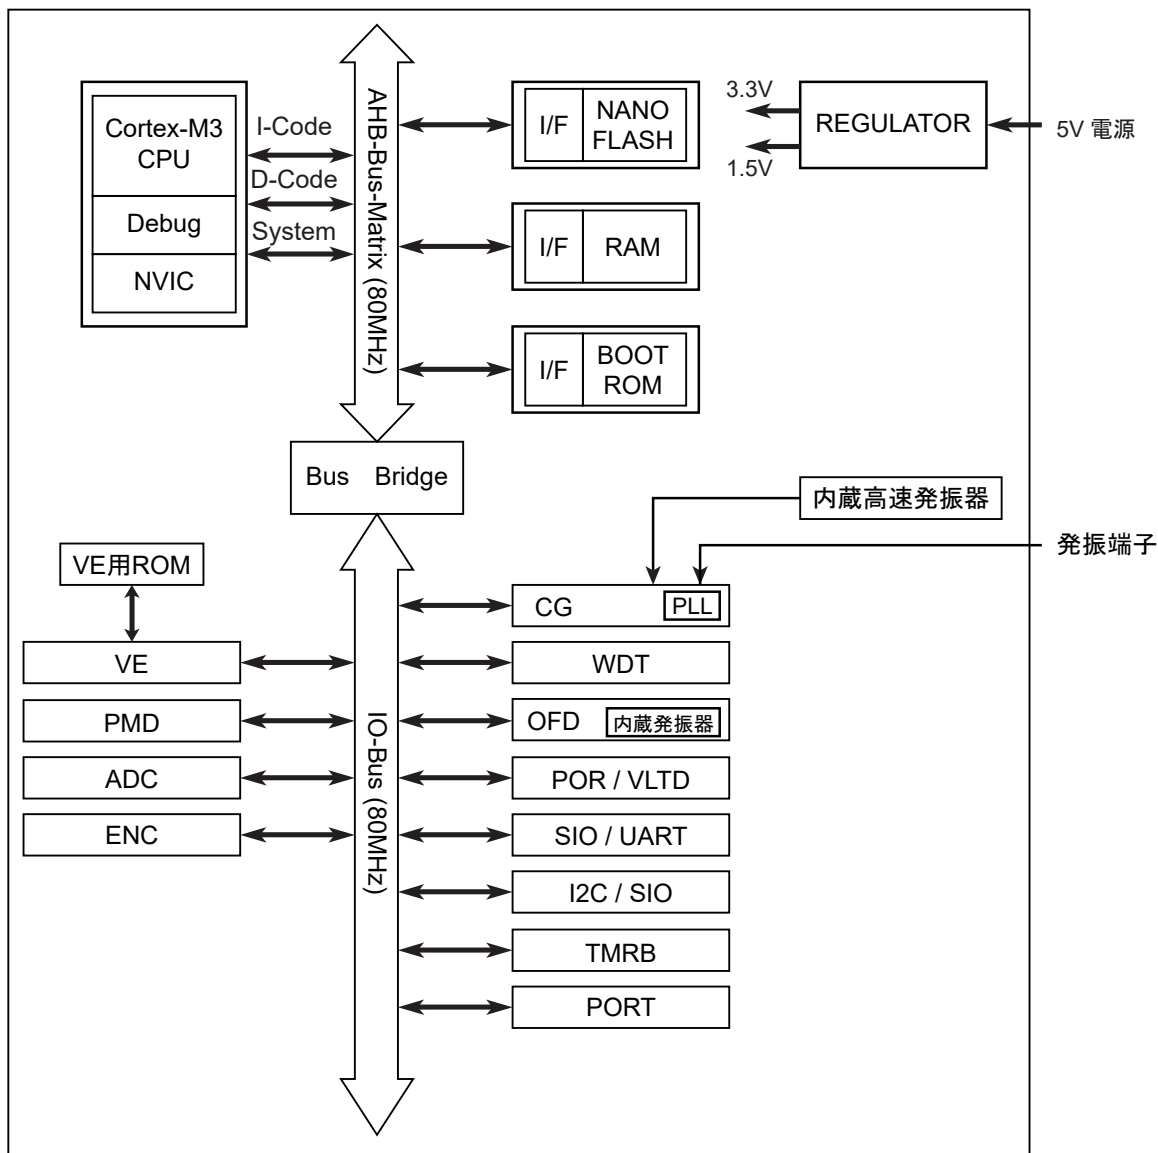 Cortex-M3
CPU
Debug
NVIC
I-Code
D-Code
System
AHB-Bus-Matrix (80MHz)
I/F
NANO
FLASH
I/F
RAM
I/F
BOOT
ROM
3.3V
1.5V
REGULATOR
5V 電源
Bus Bridge
内蔵高速発振器
発振端子
VE用ROM
VE
PMD
ADC
ENC
IO-Bus (80MHz)
CG
PLL
WDT
OFD
内蔵発振器
POR / VLTD
SIO / UART
I2C / SIO
TMRB
PORT